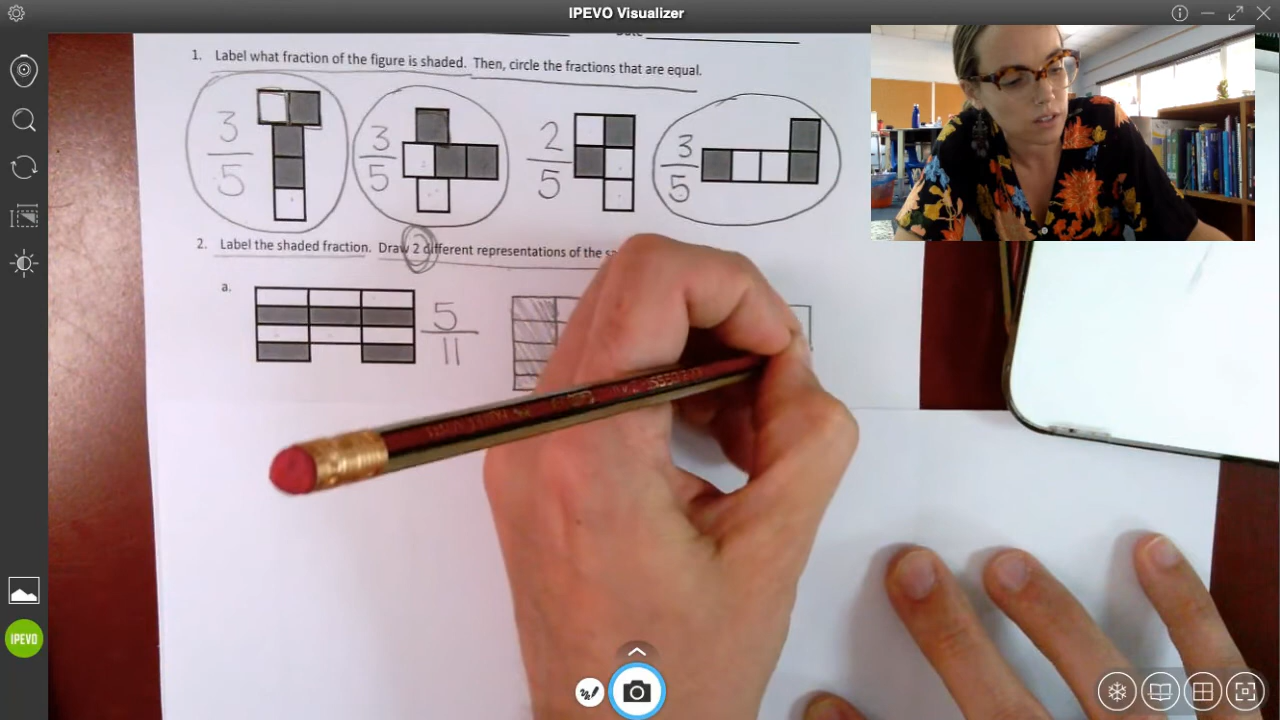 IPEVO Visualizer
1. Label what fraction of the figure is shaded. Then, circle the fractions that are equal.
3
5
3
5
2
5
3
5
2. Label the shaded fraction. Draw 2 different representations of the
a.
5
11
IPEVO